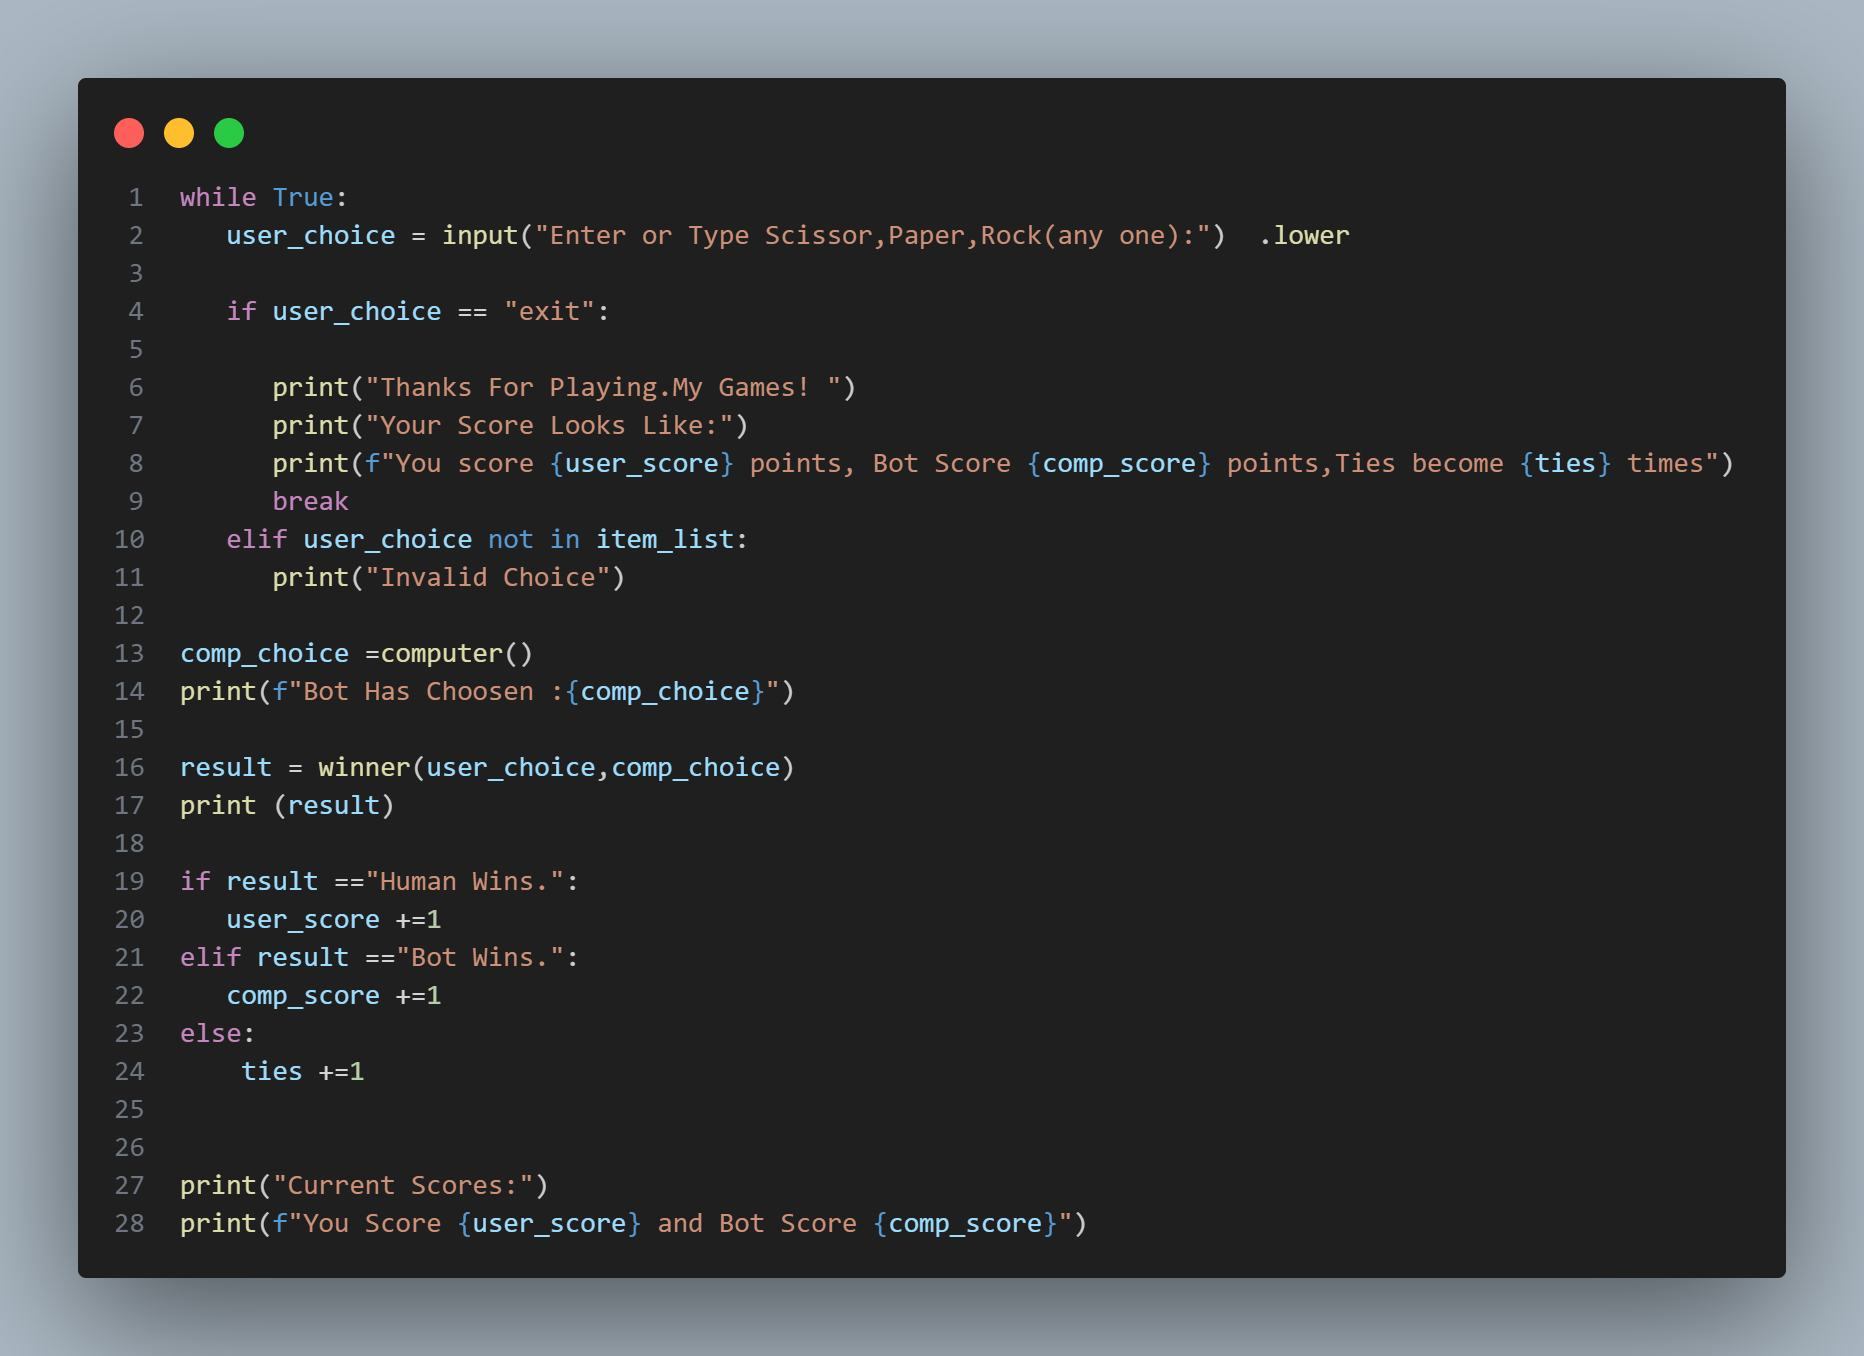 1 while True:
2    user_choice = input("Enter or Type Scissor,Paper,Rock(any one):")  .lower
3
4    if user_choice == "exit":
5
6       print("Thanks For Playing.My Games! ")
7       print("Your Score Looks Like:")
8       print(f"You score {user_score} points, Bot Score {comp_score} points,Ties become {ties} times")
9       break
10    elif user_choice not in item_list:
11       print("Invalid Choice")
12
13 comp_choice =computer()
14 print(f"Bot Has Choosen :{comp_choice}")
15
16 result = winner(user_choice,comp_choice)
17 print (result)
18
19 if result =="Human Wins.":
20    user_score +=1
21 elif result =="Bot Wins.":
22    comp_score +=1
23 else:
24     ties +=1
25
26
27 print("Current Scores:")
28 print(f"You Score {user_score} and Bot Score {comp_score}")